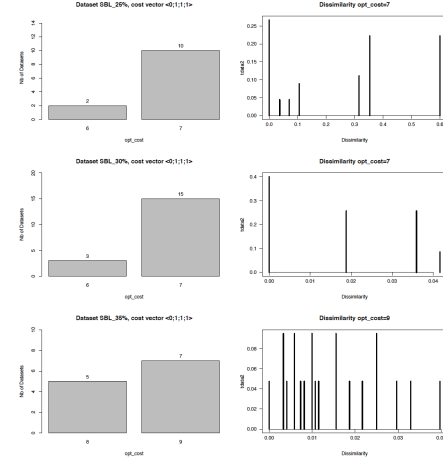 Dataset SBL_25%, cost vector <0;1;1;1>
Nb of Datasets
0 2 4 6 8 10 12 14
2
10
6 7
opt_cost
Dissimilarity opt_cost=7
tdata2
0.25
0.20
0.15
0.10
0.05
0.00
0.0 0.1 0.2 0.3 0.4 0.5 0.6
Dissimilarity
Dataset SBL_30%, cost vector <0;1;1;1>
Nb of Datasets
0 5 10 15 20
3
15
6 7
opt_cost
Dissimilarity opt_cost=7
tdata2
0.4
0.3
0.2
0.1
0.0
0.00 0.01 0.02 0.03 0.04
Dissimilarity
Dataset SBL_35%, cost vector <0;1;1;1>
Nb of Datasets
0 2 4 6 8 10
5
7
8 9
opt_cost
Dissimilarity opt_cost=9
tdata2
0.08
0.06
0.04
0.02
0.00
0.00 0.01 0.02 0.03
Dissimilarity